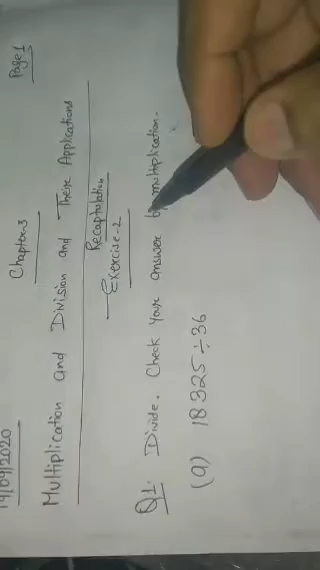 14/09/2020
Chapter:3
Page 1
Multiplication and Division and Their Applications
Recaptulation
Exercise-2
Q1. Divide. Check Your answer by multiplication.
(a) 18325÷36